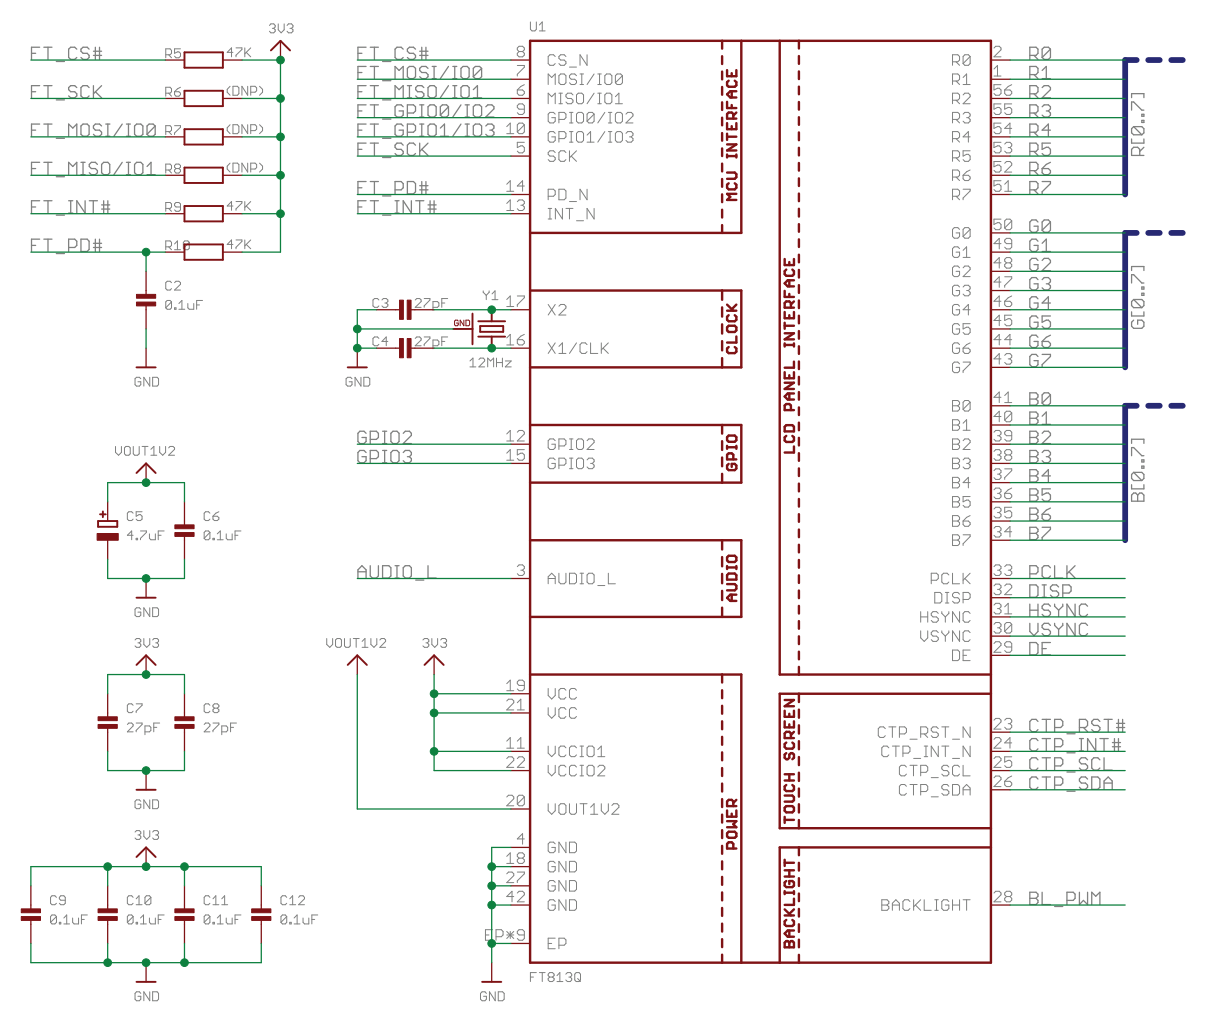 3V3
FT_CS# R5 47K
FT_SCK R6 (DNP)
FT_MOSI/IO0 R7 (DNP)
FT_MISO/IO1 R8 (DNP)
FT_INT# R9 47K
FT_PD# R10 47K
C2
0.1uF
GND
VOUT1V2
C5
4.7uF
C6
0.1uF
GND
3V3
C7
27pF
C8
27pF
GND
3V3
C9
0.1uF
C10
0.1uF
C11
0.1uF
C12
0.1uF
GND
U1
FT_CS# 8 CS_N
FT_MOSI/IO0 7 MOSI/IO0
FT_MISO/IO1 6 MISO/IO1
FT_GPIO0/IO2 9 GPIO0/IO2
FT_GPIO1/IO3 10 GPIO1/IO3
FT_SCK 5 SCK
FT_PD# 14 PD_N
FT_INT# 13 INT_N
MCU INTERFACE
C3 27pF
Y1
17 X2
GND
C4 27pF
16 X1/CLK
12MHz
GND
CLOCK
GPIO2 12 GPIO2
GPIO3 15 GPIO3
GPIO
AUDIO_L 3 AUDIO_L
AUDIO
VOUT1V2
3V3
19 VCC
21 VCC
11 VCCIO1
22 VCCIO2
20 VOUT1V2
4 GND
18 GND
27 GND
42 GND
EP*9 EP
POWER
GND
FT813Q
LCD PANEL INTERFACE
R0 2 R0
R1 1 R1
R2 56 R2
R3 55 R3
R4 54 R4
R5 53 R5
R6 52 R6
R7 51 R7
R[0..7]
G0 50 G0
G1 49 G1
G2 48 G2
G3 47 G3
G4 46 G4
G5 45 G5
G6 44 G6
G7 43 G7
G[0..7]
B0 41 B0
B1 40 B1
B2 39 B2
B3 38 B3
B4 37 B4
B5 36 B5
B6 35 B6
B7 34 B7
B[0..7]
PCLK 33 PCLK
DISP 32 DISP
HSYNC 31 HSYNC
VSYNC 30 VSYNC
DE 29 DE
TOUCH SCREEN
CTP_RST_N 23 CTP_RST#
CTP_INT_N 24 CTP_INT#
CTP_SCL 25 CTP_SCL
CTP_SDA 26 CTP_SDA
BACKLIGHT
BACKLIGHT 28 BL_PWM